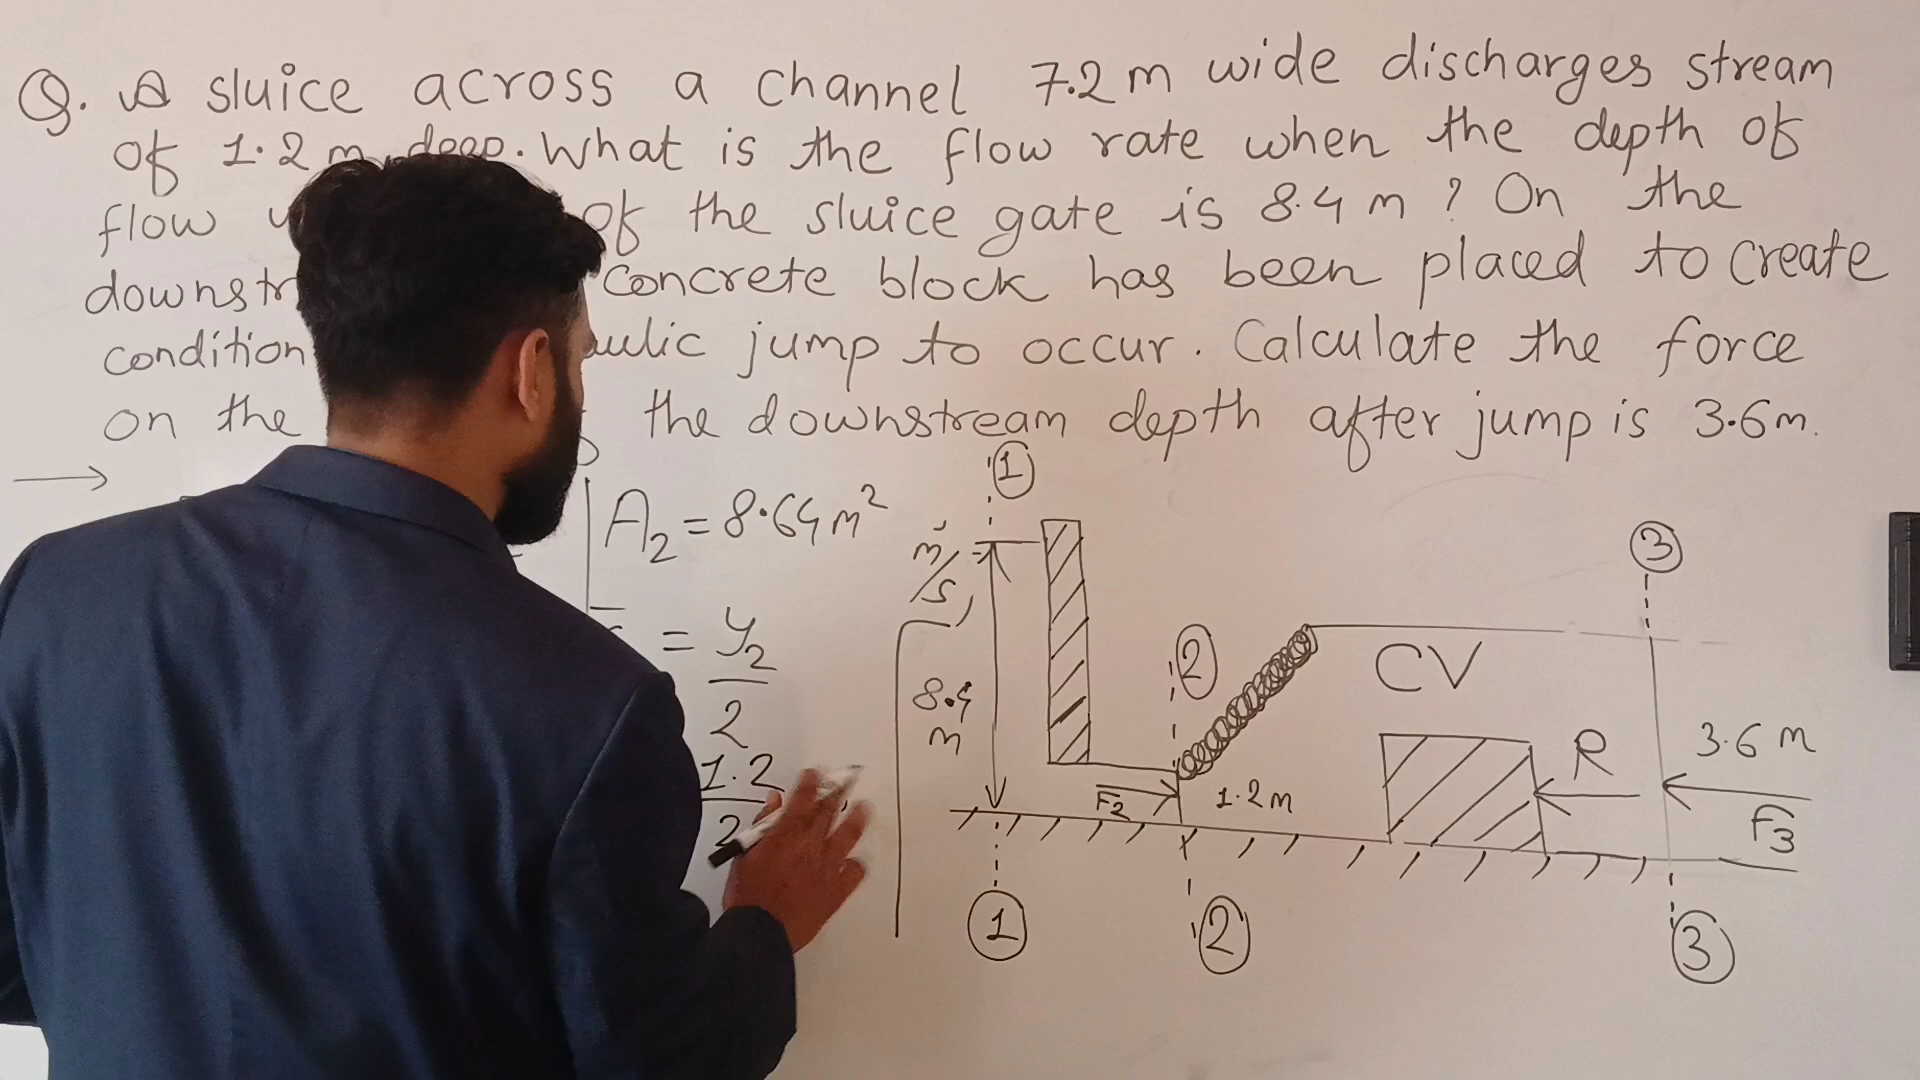 Q. A sluice across a channel 7.2 m wide discharges stream
of 1.2 m deep. What is the flow rate when the depth of
flow of the sluice gate is 8.4 m ? On the
downstr concrete block has been placed to create
condition aulic jump to occur. Calculate the force
on the the downstream depth after jump is 3.6 m.
A2 = 8.64 m²
= y2
2
1.2
2
1
m/s
8.4
m
2
F2
1.2 m
CV
R
3
3.6 m
F3
1
2
3